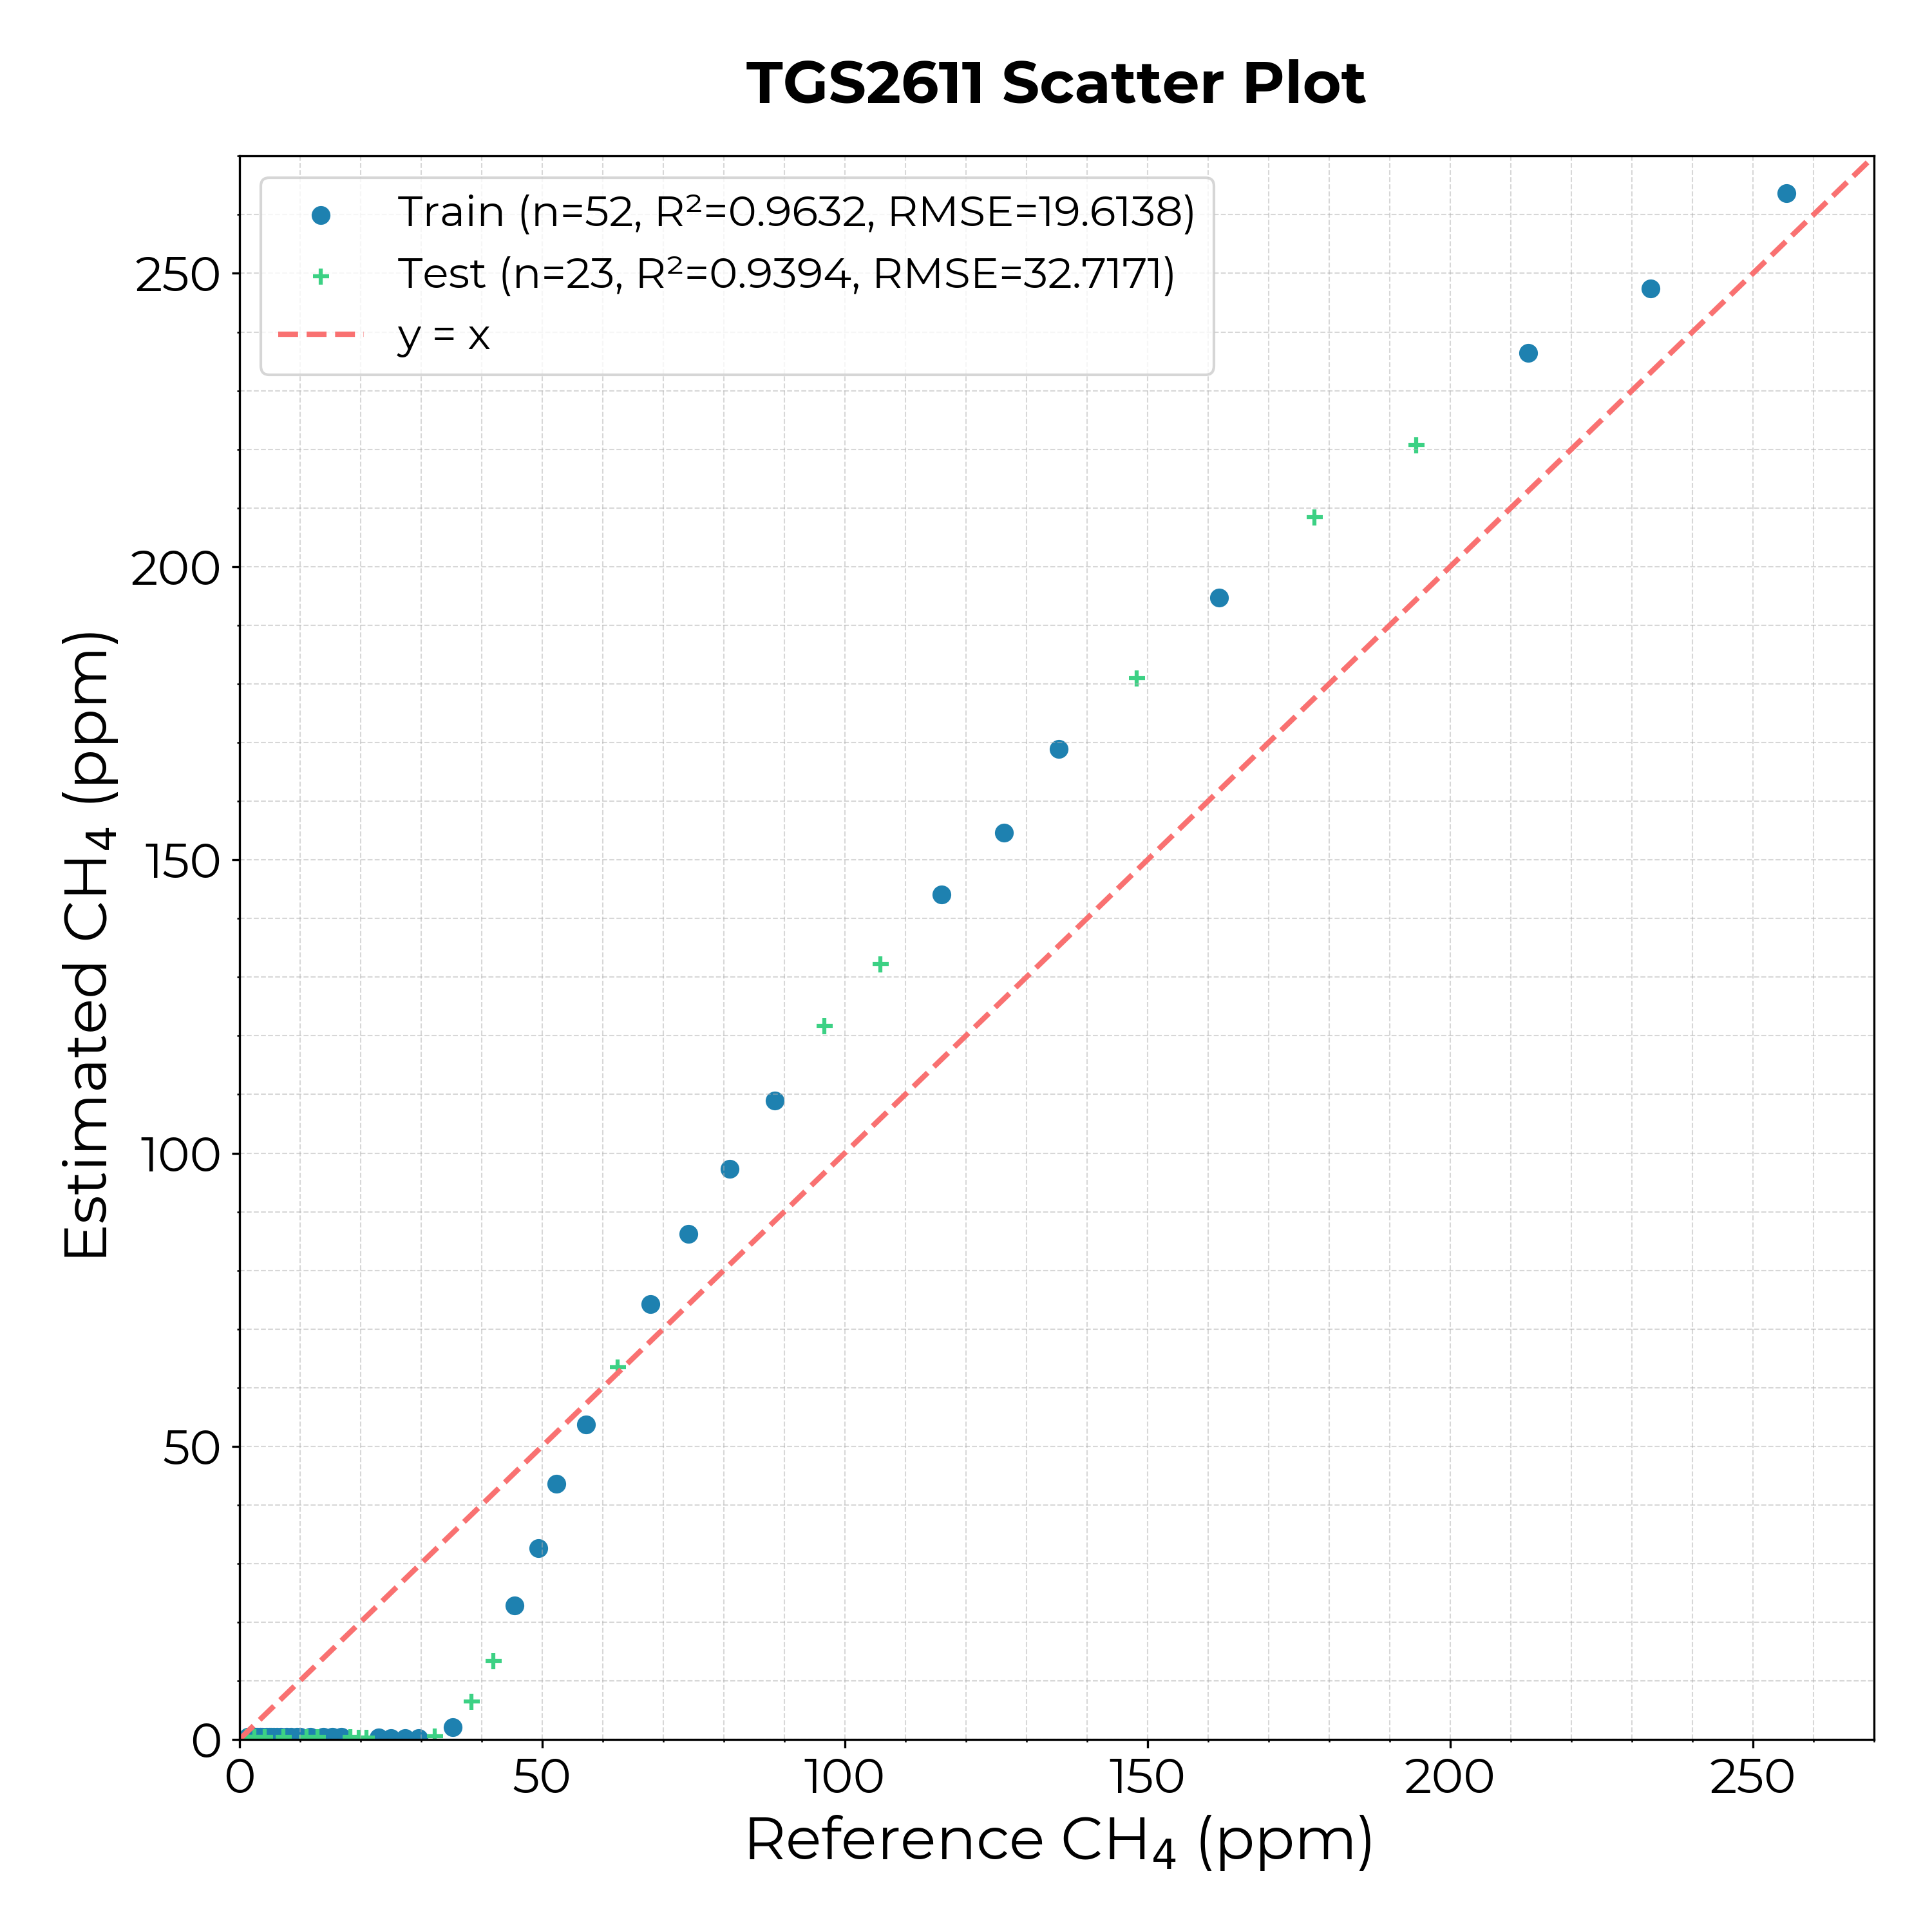 TGS2611 Scatter Plot
Train (n=52, R²=0.9632, RMSE=19.6138)
Test (n=23, R²=0.9394, RMSE=32.7171)
y = x
Estimated CH₄ (ppm)
250
200
150
100
50
0
0 50 100 150 200 250
Reference CH₄ (ppm)